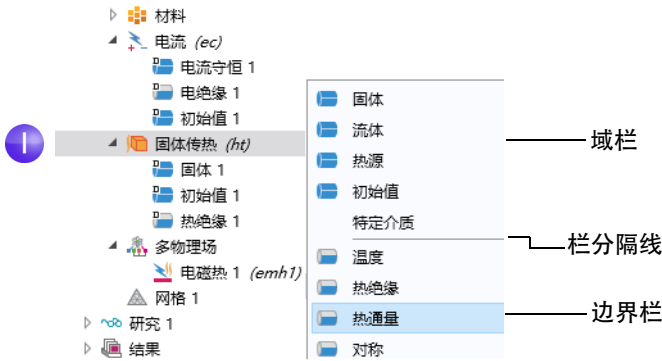 材料
电流 (ec)
电流守恒 1
电绝缘 1
初始值 1
固体传热 (ht)
固体 1
初始值 1
热绝缘 1
多物理场
电磁热 1 (emh1)
网格 1
研究 1
结果
固体
流体
热源
初始值
特定介质
温度
热绝缘
热通量
对称
域栏
栏分隔线
边界栏